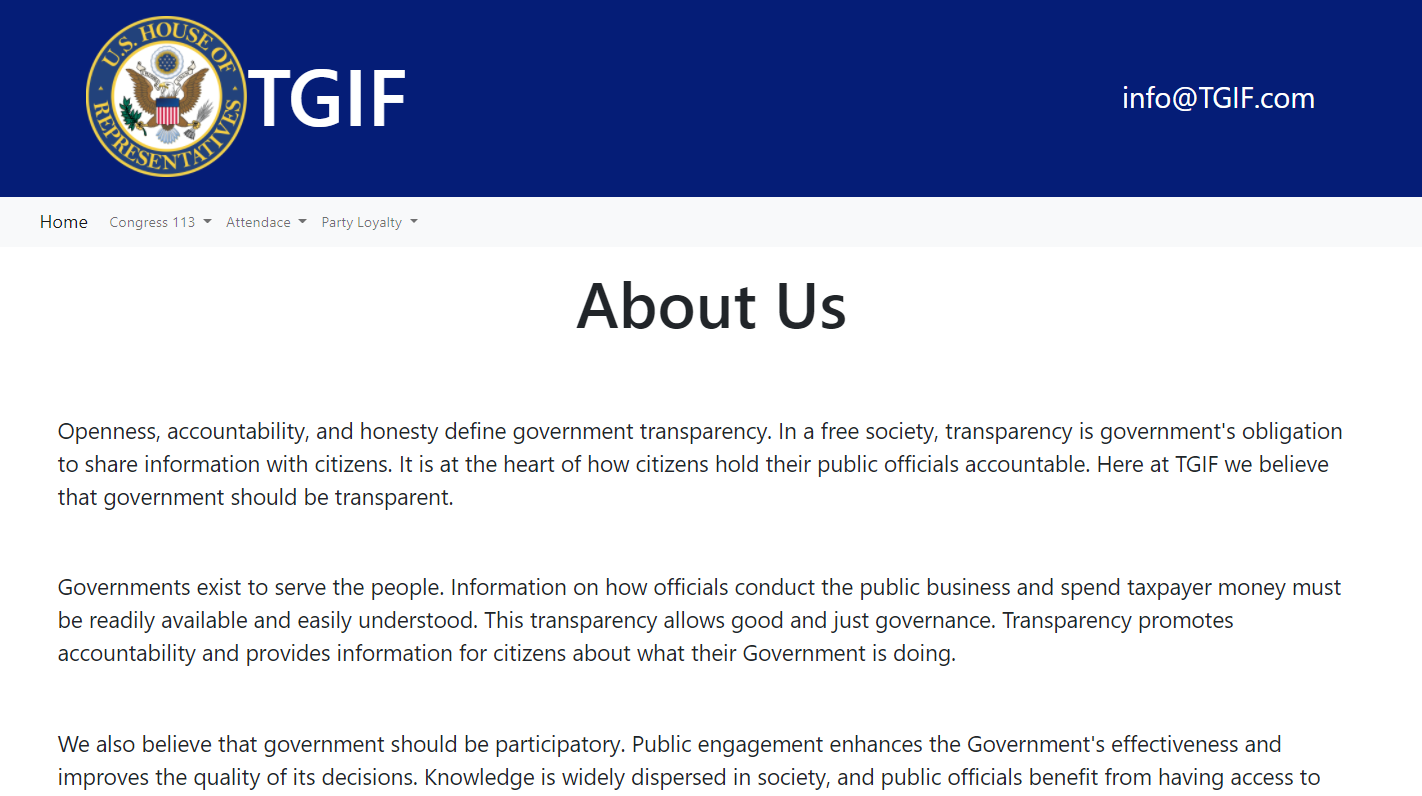 U.S. HOUSE OF
REPRESENTATIVES
TGIF
info@TGIF.com
Home Congress 113 Attendace Party Loyalty
About Us
Openness, accountability, and honesty define government transparency. In a free society, transparency is government's obligation
to share information with citizens. It is at the heart of how citizens hold their public officials accountable. Here at TGIF we believe
that government should be transparent.
Governments exist to serve the people. Information on how officials conduct the public business and spend taxpayer money must
be readily available and easily understood. This transparency allows good and just governance. Transparency promotes
accountability and provides information for citizens about what their Government is doing.
We also believe that government should be participatory. Public engagement enhances the Government's effectiveness and
improves the quality of its decisions. Knowledge is widely dispersed in society, and public officials benefit from having access to